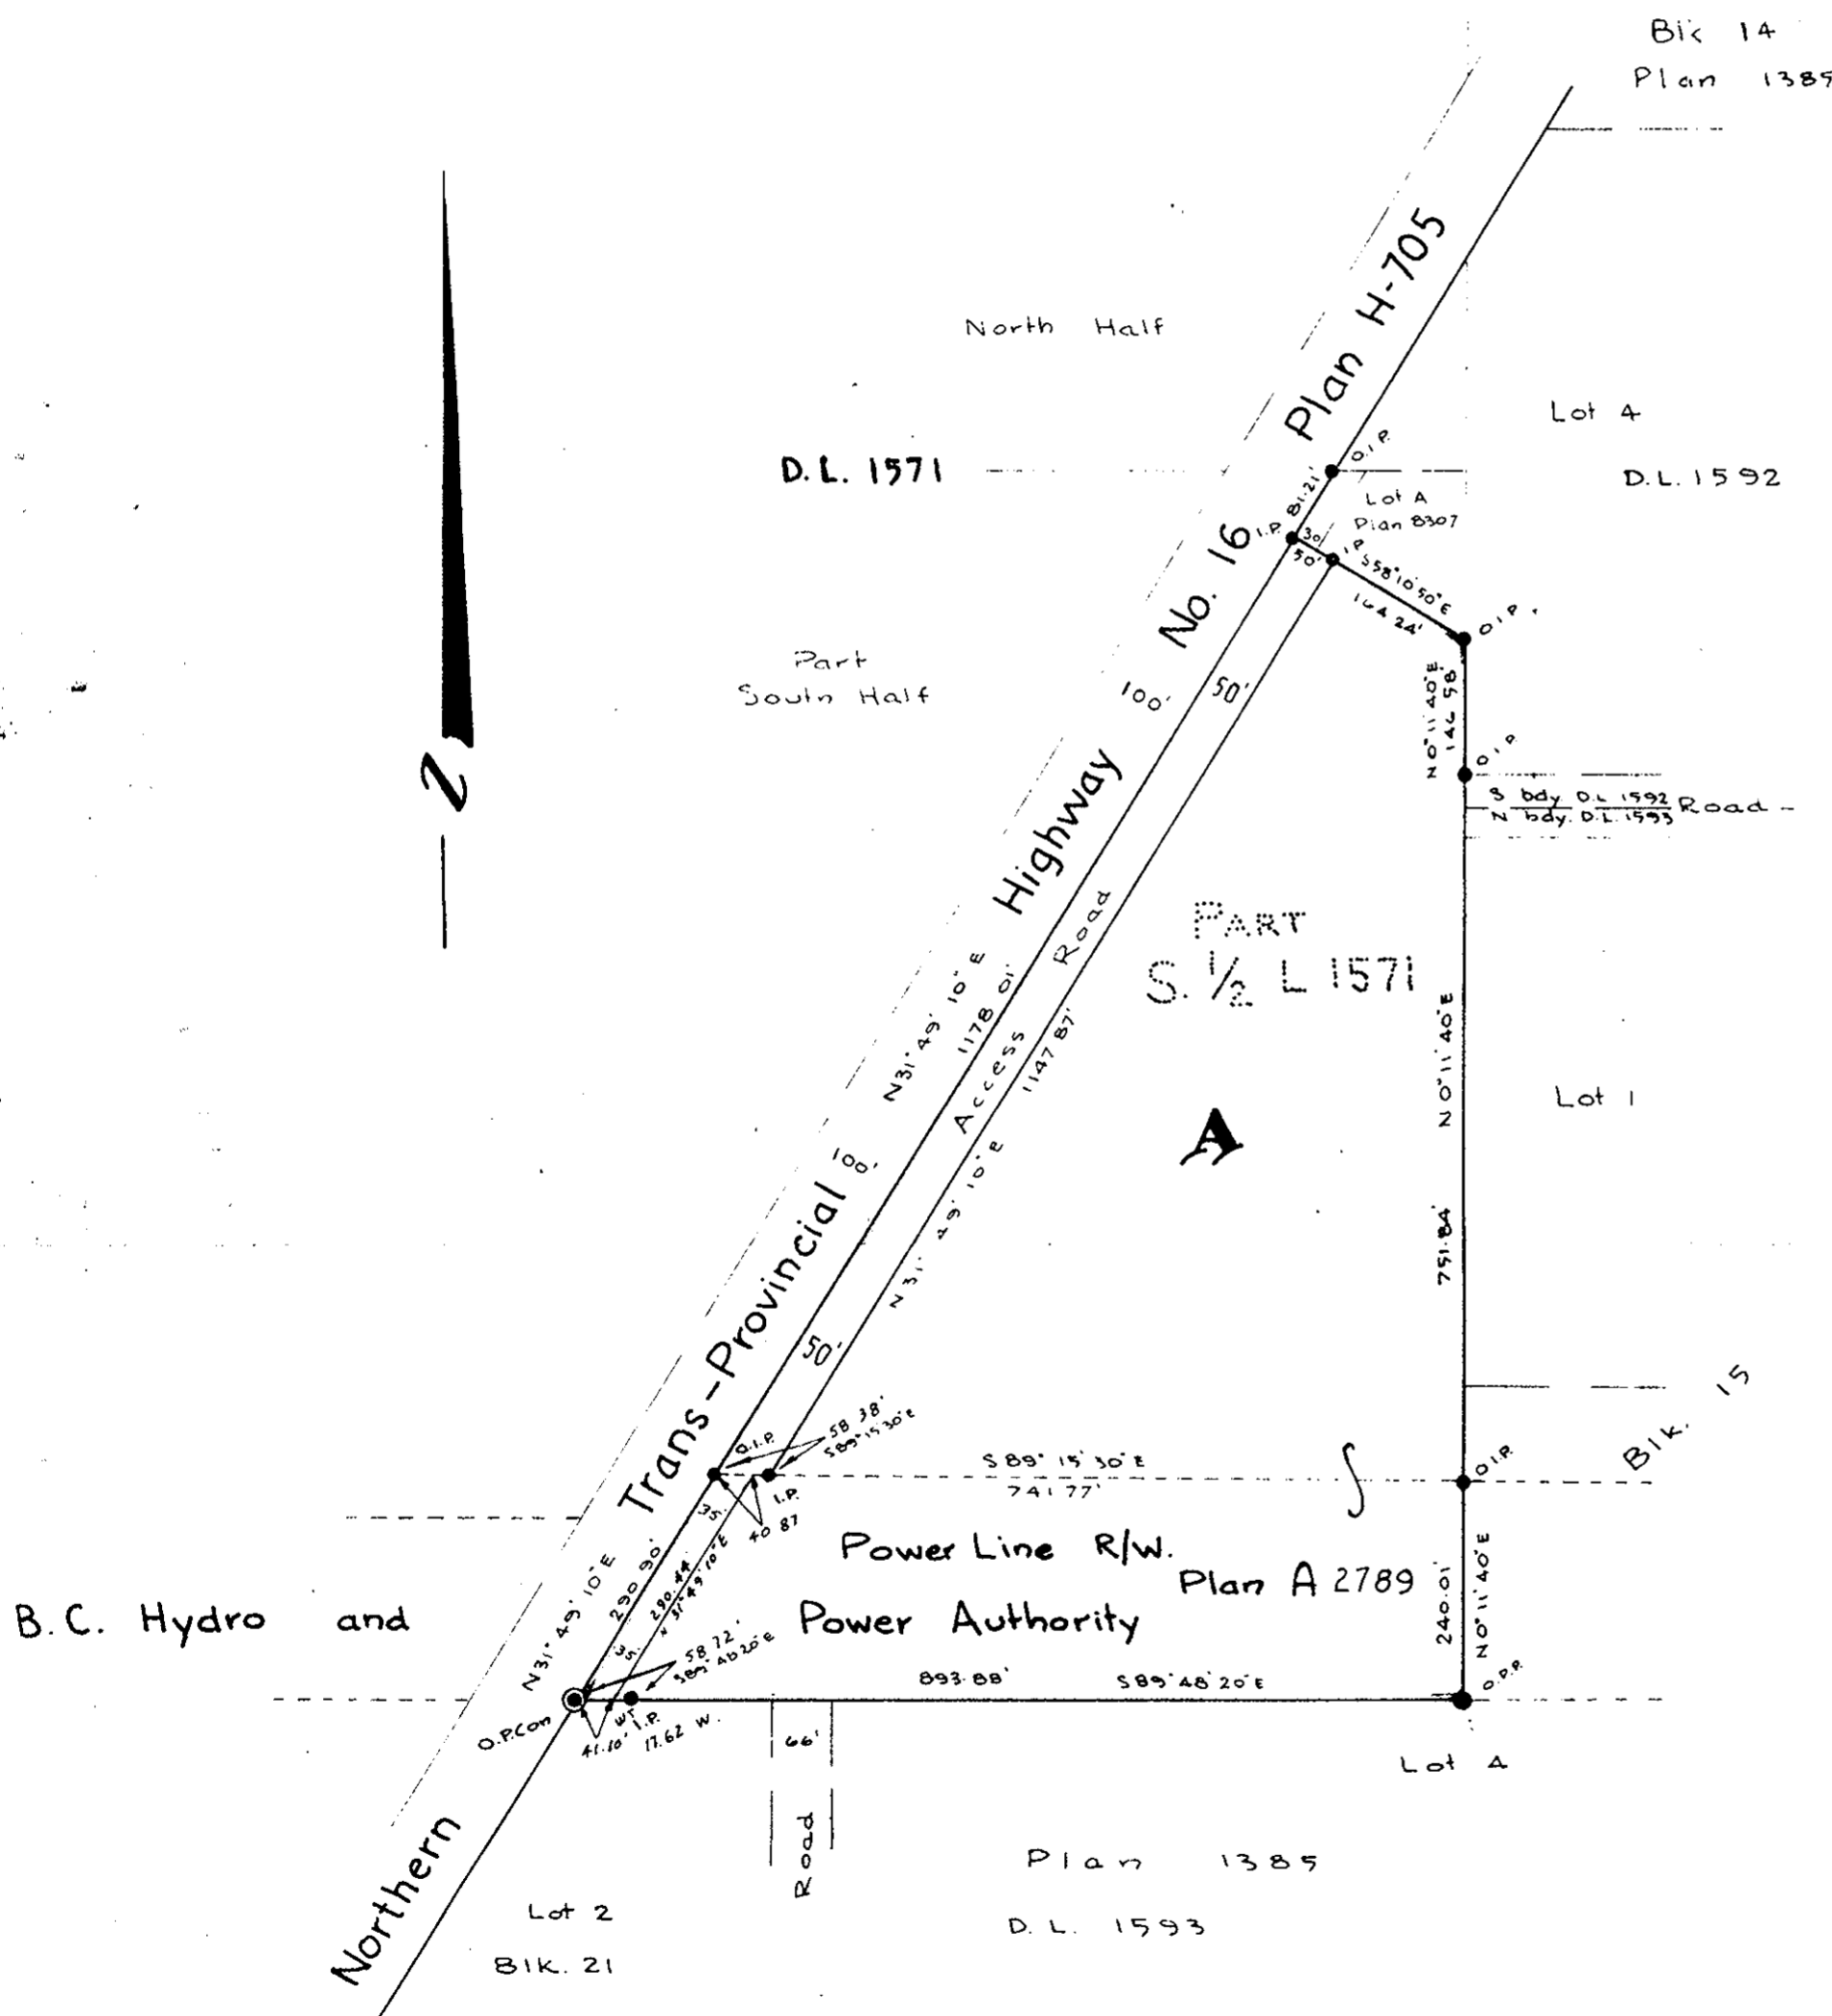 Blk 14
Plan 1385
North Half
Lot 4
D.L. 1571
D.L. 1592
O.I.P.
81.21'
Lot A
Plan 8307
I.P.
30'
50'
I.P.
S58°10'50"E
O.I.P.
Part
South Half
N0°11'40"E
146.58'
O.I.P.
S bdy. D.L. 1592
N bdy. D.L. 1593
Road
Northern Trans-Provincial Highway No. 16 Plan H-705
100'
50'
PART
S. 1/2 L 1571
N31°49'10"E
1178.01'
Access Road
1147.87'
N31°49'10"E
N0°11'40"E
751.84'
Lot 1
A
100'
50'
Blk. 15
58.38'
S89°15'30"E
O.I.P.
I.P.
40.87
S89°15'30"E
741.77'
O.I.P.
35'
N31°49'10"E
290.90'
290.44'
N31°49'10"E
35'
Power Line R/W.
Plan A 2789
B.C. Hydro and
Power Authority
240.01'
N0°11'40"E
58.72'
S89°48'20"E
893.88'
S89°48'20"E
O.P.P.
O.P.Con
41.10'
WT.
I.P.
17.62 W.
66'
Road
Lot 4
Plan 1385
D.L. 1593
Lot 2
Blk. 21